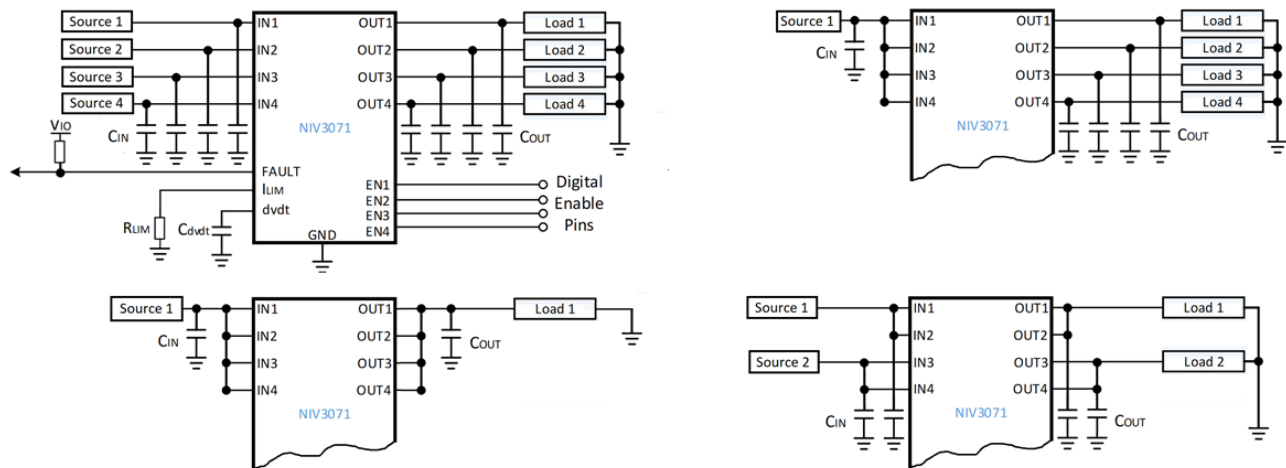 Source 1 IN1 OUT1 Load 1
Source 2 IN2 OUT2 Load 2
Source 3 IN3 OUT3 Load 3
Source 4 IN4 OUT4 Load 4
CIN NIV3071 COUT
VIO
FAULT
ILIM EN1 Digital
dvdt EN2 Enable
EN3
RLIM Cdvdt EN4 Pins
GND
Source 1 IN1 OUT1 Load 1
CIN IN2 OUT2 Load 2
IN3 OUT3 Load 3
IN4 OUT4 Load 4
NIV3071 COUT
Source 1 IN1 OUT1 Load 1
CIN IN2 OUT2 COUT
IN3 OUT3
IN4 OUT4
NIV3071
Source 1 IN1 OUT1 Load 1
IN2 OUT2
Source 2 IN3 OUT3 Load 2
IN4 OUT4
CIN NIV3071 COUT